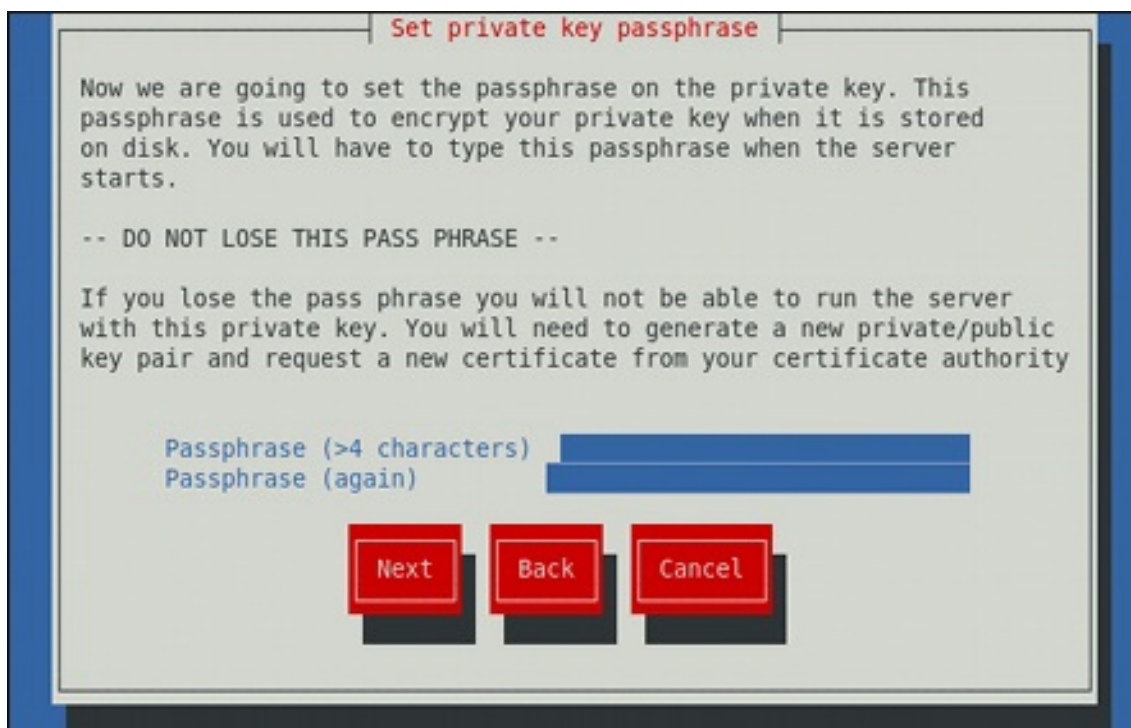 Set private key passphrase
Now we are going to set the passphrase on the private key. This
passphrase is used to encrypt your private key when it is stored
on disk. You will have to type this passphrase when the server
starts.
-- DO NOT LOSE THIS PASS PHRASE --
If you lose the pass phrase you will not be able to run the server
with this private key. You will need to generate a new private/public
key pair and request a new certificate from your certificate authority
Passphrase (>4 characters)
Passphrase (again)
Next Back Cancel